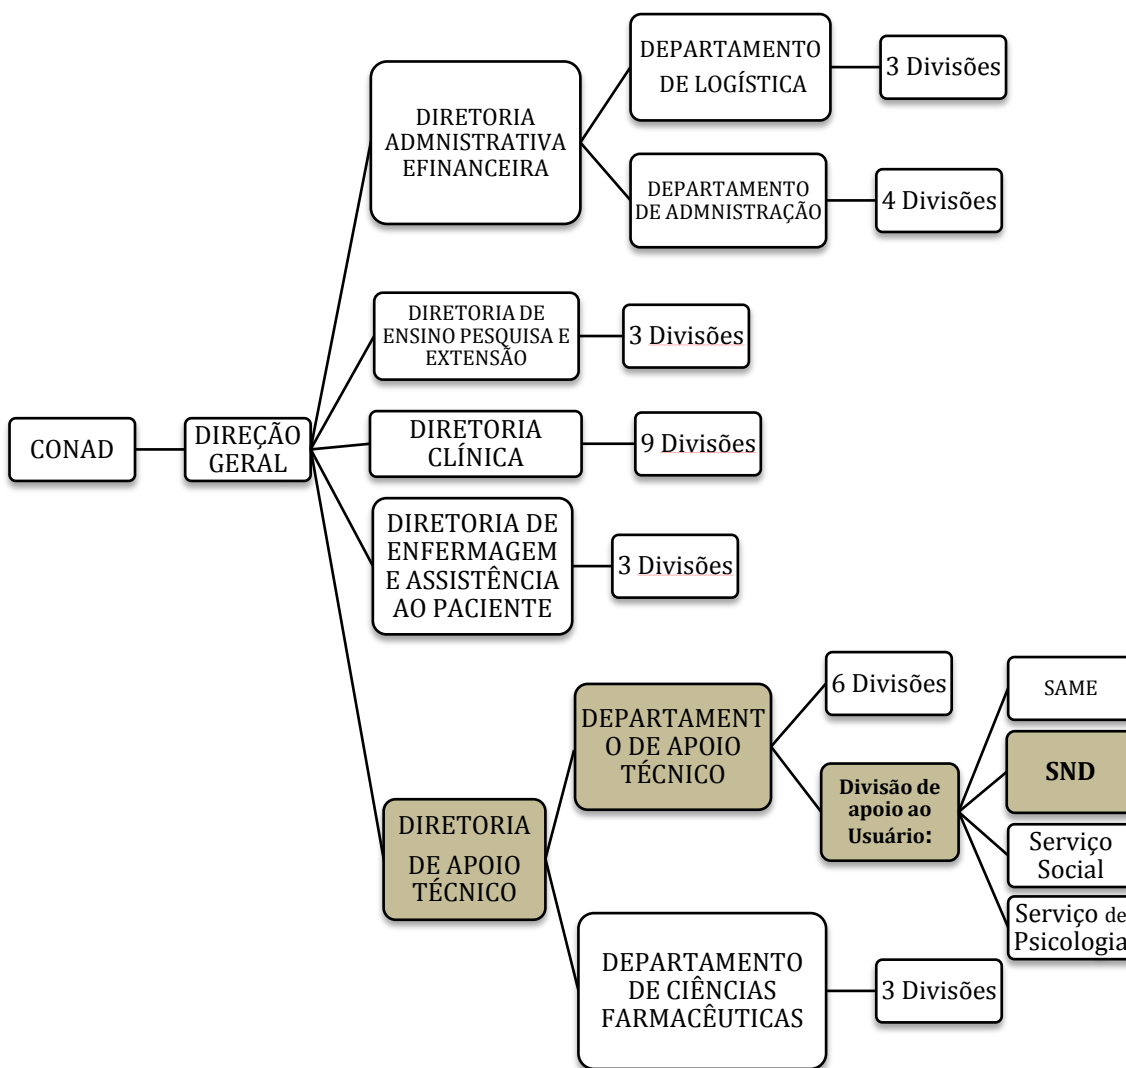 DEPARTAMENTO
DE LOGÍSTICA
3 Divisões
DIRETORIA
ADMNISTRATIVA
EFINANCEIRA
DEPARTAMENTO
DE ADMNISTRAÇÃO
4 Divisões
DIRETORIA DE
ENSINO PESQUISA E
EXTENSÃO
3 Divisões
CONAD
DIREÇÃO
GERAL
DIRETORIA
CLÍNICA
9 Divisões
DIRETORIA DE
ENFERMAGEM
E ASSISTÊNCIA
AO PACIENTE
3 Divisões
DIRETORIA
DE APOIO
TÉCNICO
DEPARTAMENT
O DE APOIO
TÉCNICO
6 Divisões
Divisão de
apoio ao
Usuário:
SAME
SND
Serviço
Social
Serviço de
Psicologia
DEPARTAMENTO
DE CIÊNCIAS
FARMACÊUTICAS
3 Divisões